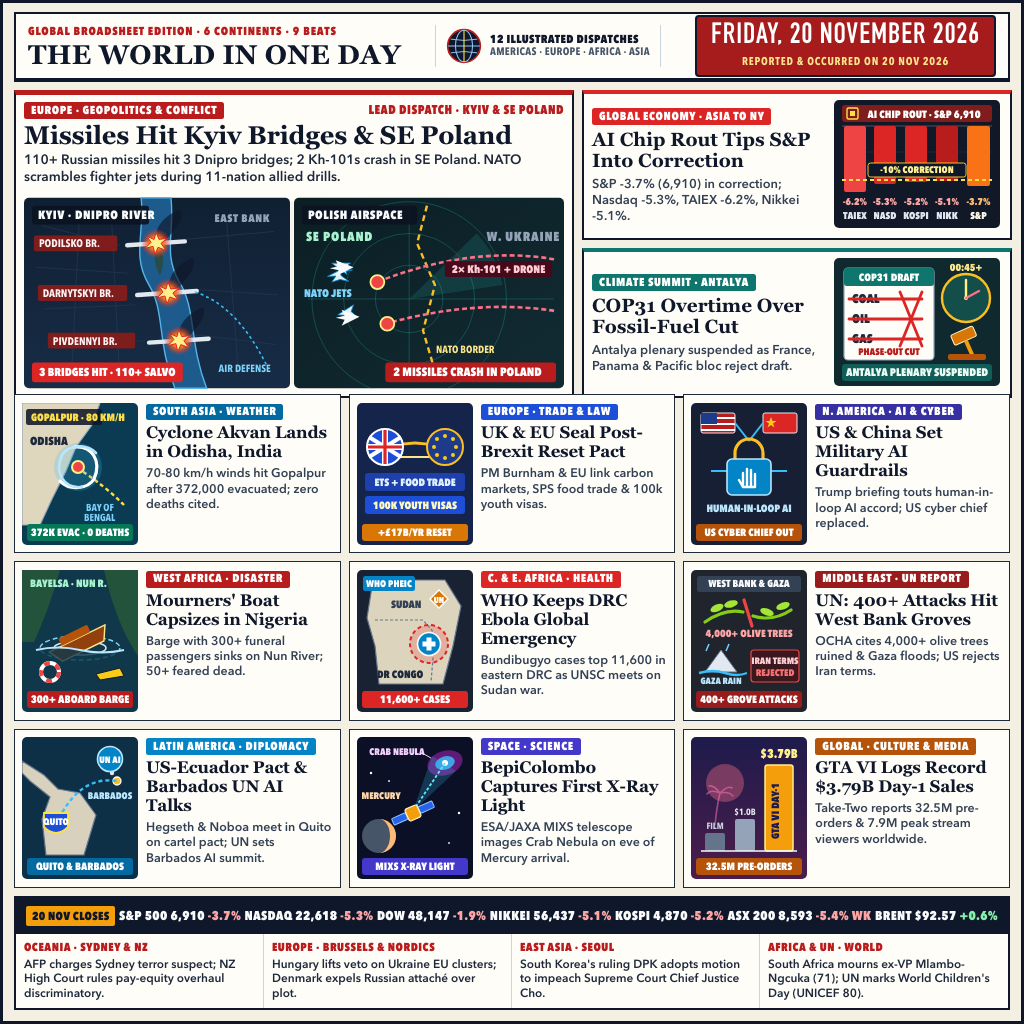 GLOBAL BROADSHEET EDITION · 6 CONTINENTS · 9 BEATS
THE WORLD IN ONE DAY
12 ILLUSTRATED DISPATCHES
AMERICAS · EUROPE · AFRICA · ASIA
FRIDAY, 20 NOVEMBER 2026
REPORTED & OCCURRED ON 20 NOV 2026
EUROPE · GEOPOLITICS & CONFLICT
LEAD DISPATCH · KYIV & SE POLAND
Missiles Hit Kyiv Bridges & SE Poland
110+ Russian missiles hit 3 Dnipro bridges; 2 Kh-101s crash in SE Poland. NATO
scrambles fighter jets during 11-nation allied drills.
KYIV · DNIPRO RIVER
EAST BANK
PODILSKO BR.
DARNYTSKYI BR.
PIVDENNYI BR.
3 BRIDGES HIT · 110+ SALVO
AIR DEFENSE
POLISH AIRSPACE
SE POLAND
W. UKRAINE
2× Kh-101 + DRONE
NATO JETS
NATO BORDER
2 MISSILES CRASH IN POLAND
GLOBAL ECONOMY · ASIA TO NY
AI Chip Rout Tips S&P
Into Correction
S&P -3.7% (6,910) in correction;
Nasdaq -5.3%, TAIEX -6.2%, Nikkei
-5.1%.
AI CHIP ROUT · S&P 6,910
-10% CORRECTION
-6.2% -5.3% -5.2% -5.1% -3.7%
TAIEX NASD KOSPI NIKK S&P
CLIMATE SUMMIT · ANTALYA
COP31 Overtime Over
Fossil-Fuel Cut
Antalya plenary suspended as France,
Panama & Pacific bloc reject draft.
COP31 DRAFT
00:45+
COAL
OIL
GAS
PHASE-OUT CUT
ANTALYA PLENARY SUSPENDED
GOPALPUR · 80 KM/H
ODISHA
BAY OF
BENGAL
372K EVAC · 0 DEATHS
SOUTH ASIA · WEATHER
Cyclone Akvan Lands
in Odisha, India
70-80 km/h winds hit Gopalpur
after 372,000 evacuated; zero
deaths cited.
ETS + FOOD TRADE
100K YOUTH VISAS
+£17B/YR RESET
EUROPE · TRADE & LAW
UK & EU Seal Post-
Brexit Reset Pact
PM Burnham & EU link carbon
markets, SPS food trade & 100k
youth visas.
HUMAN-IN-LOOP AI
US CYBER CHIEF OUT
N. AMERICA · AI & CYBER
US & China Set
Military AI
Guardrails
Trump briefing touts human-in-
loop AI accord; US cyber chief
replaced.
BAYELSA · NUN R.
300+ ABOARD BARGE
WEST AFRICA · DISASTER
Mourners' Boat
Capsizes in Nigeria
Barge with 300+ funeral
passengers sinks on Nun River;
50+ feared dead.
WHO PHEIC
SUDAN
UN
DR CONGO
11,600+ CASES
C. & E. AFRICA · HEALTH
WHO Keeps DRC
Ebola Global
Emergency
Bundibugyo cases top 11,600 in
eastern DRC as UNSC meets on
Sudan war.
WEST BANK & GAZA
4,000+ OLIVE TREES
GAZA RAIN
IRAN TERMS
REJECTED
400+ GROVE ATTACKS
MIDDLE EAST · UN REPORT
UN: 400+ Attacks Hit
West Bank Groves
OCHA cites 4,000+ olive trees
ruined & Gaza floods; US rejects
Iran terms.
UN AI
BARBADOS
QUITO
QUITO & BARBADOS
LATIN AMERICA · DIPLOMACY
US-Ecuador Pact &
Barbados UN AI
Talks
Hegseth & Noboa meet in Quito
on cartel pact; UN sets
Barbados AI summit.
CRAB NEBULA
MERCURY
MIXS X-RAY LIGHT
SPACE · SCIENCE
BepiColombo
Captures First X-Ray
Light
ESA/JAXA MIXS telescope
images Crab Nebula on eve of
Mercury arrival.
$3.79B
$1.0B
FILM
GTA VI DAY-1
32.5M PRE-ORDERS
GLOBAL · CULTURE & MEDIA
GTA VI Logs Record
$3.79B Day-1 Sales
Take-Two reports 32.5M pre-
orders & 7.9M peak stream
viewers worldwide.
20 NOV CLOSES S&P 500 6,910 -3.7% NASDAQ 22,618 -5.3% DOW 48,147 -1.9% NIKKEI 56,437 -5.1% KOSPI 4,870 -5.2% ASX 200 8,593 -5.4% WK BRENT $92.57 +0.6%
OCEANIA · SYDNEY & NZ
AFP charges Sydney terror suspect; NZ
High Court rules pay-equity overhaul
discriminatory.
EUROPE · BRUSSELS & NORDICS
Hungary lifts veto on Ukraine EU clusters;
Denmark expels Russian attaché over
plot.
EAST ASIA · SEOUL
South Korea's ruling DPK adopts motion
to impeach Supreme Court Chief Justice
Cho.
AFRICA & UN · WORLD
South Africa mourns ex-VP Mlambo-
Ngcuka (71); UN marks World Children's
Day (UNICEF 80).